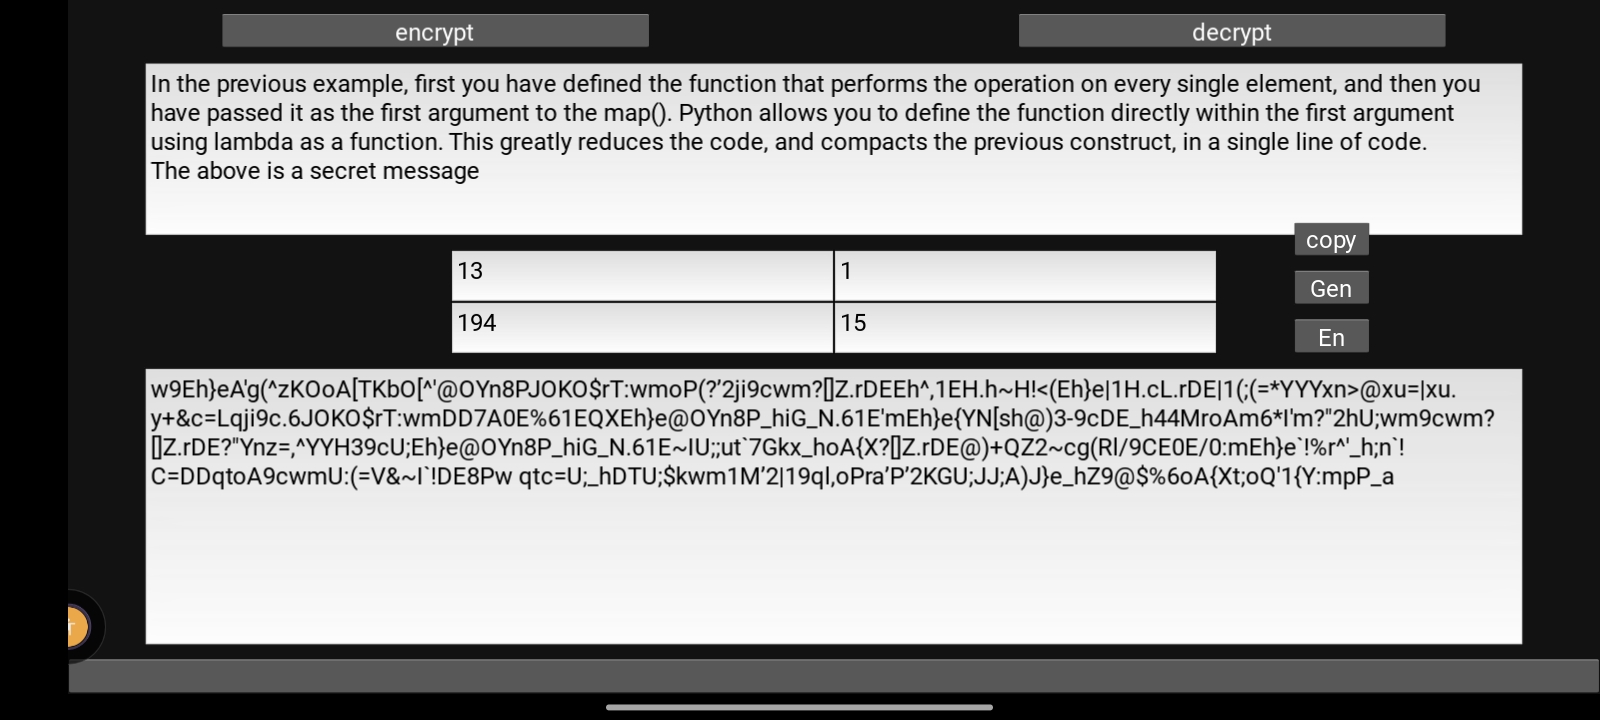 encrypt
decrypt
In the previous example, first you have defined the function that performs the operation on every single element, and then you
have passed it as the first argument to the map(). Python allows you to define the function directly within the first argument
using lambda as a function. This greatly reduces the code, and compacts the previous construct, in a single line of code.
The above is a secret message
copy
13
1
Gen
194
15
En
w9Eh}eA'g(^zKOoA[TKbO[^'@OYn8PJOKO$rT:wmoP(?’2ji9cwm?[]Z.rDEEh^,1EH.h~H!<(Eh}e|1H.cL.rDE|1(;(=*YYYxn>@xu=|xu.
y+&c=Lqji9c.6JOKO$rT:wmDD7A0E%61EQXEh}e@OYn8P_hiG_N.61E'mEh}e{YN[sh@)3-9cDE_h44MroAm6*I'm?"2hU;wm9cwm?
[]Z.rDE?"Ynz=,^YYH39cU;Eh}e@OYn8P_hiG_N.61E~IU;;ut`7Gkx_hoA{X?[]Z.rDE@)+QZ2~cg(Rl/9CE0E/0:mEh}e`!%r^'_h;n`!
C=DDqtoA9cwmU:(=V&~I`!DE8Pw qtc=U;_hDTU;$kwm1M’2|19ql,oPra’P’2KGU;JJ;A)J}e_hZ9@$%6oA{Xt;oQ'1{Y:mpP_a